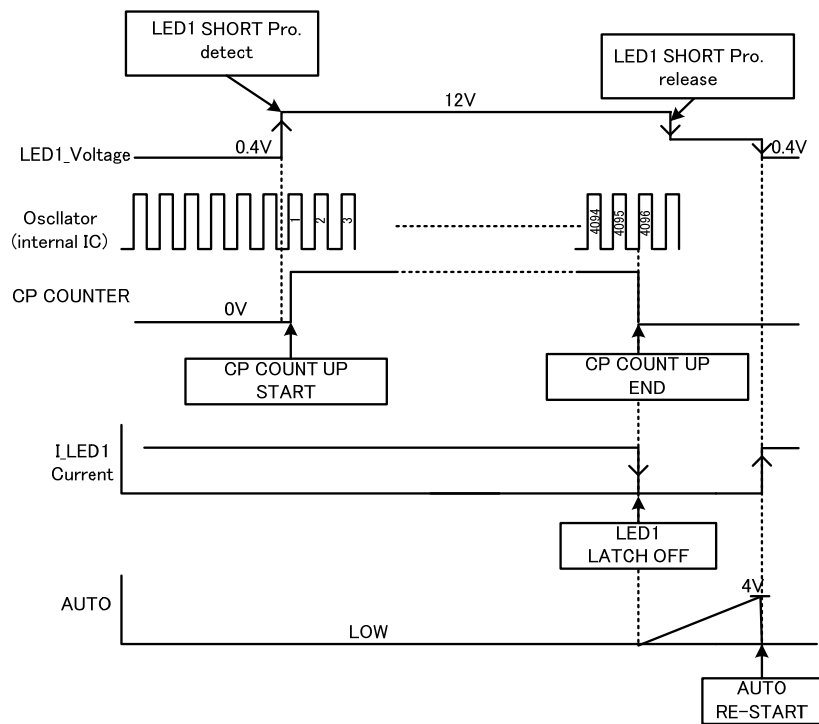 LED1 SHORT Pro.
detect
LED1 SHORT Pro.
release
12V
LED1_Voltage
0.4V
0.4V
Oscllator
(internal IC)
1
2
3
4094
4095
4096
CP COUNTER
0V
CP COUNT UP
START
CP COUNT UP
END
I_LED1
Current
LED1
LATCH OFF
AUTO
LOW
4V
AUTO
RE-START